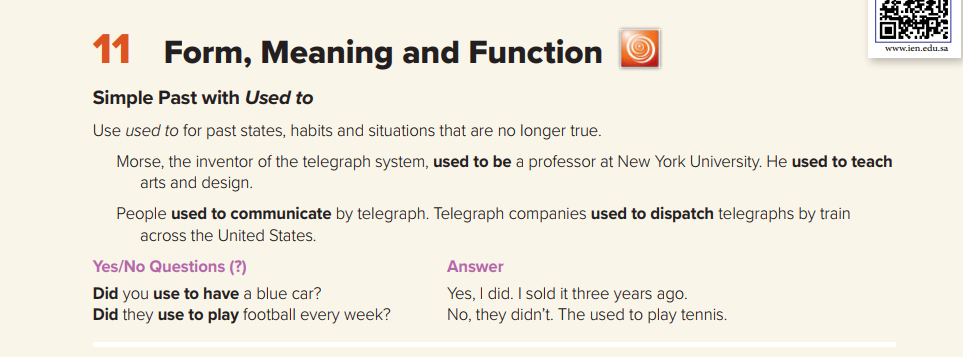 www.ien.edu.sa
11 Form, Meaning and Function
Simple Past with Used to
Use used to for past states, habits and situations that are no longer true.
Morse, the inventor of the telegraph system, used to be a professor at New York University. He used to teach
arts and design.
People used to communicate by telegraph. Telegraph companies used to dispatch telegraphs by train
across the United States.
Yes/No Questions (?) Answer
Did you use to have a blue car? Yes, I did. I sold it three years ago.
Did they use to play football every week? No, they didn’t. The used to play tennis.